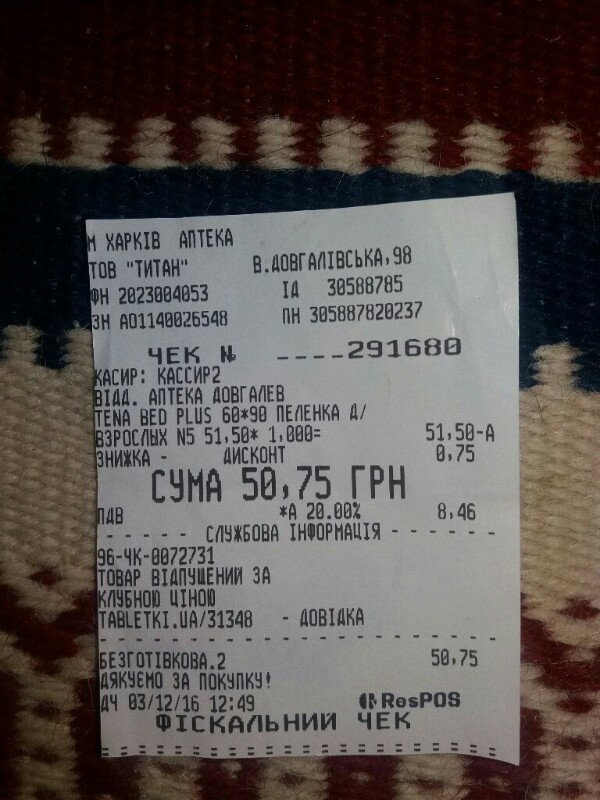 М ХАРКІВ АПТЕКА
ТОВ "ТИТАН" В.ДОВГАЛІВСЬКА,98
ФН 2023004053 ІД 30588785
ЗН АО1140026548 ПН 305887820237
ЧЕК № ____291680
КАСИР: КАССИР2
ВІДД. АПТЕКА ДОВГАЛЕВ
TENA BED PLUS 60*90 ПЕЛЕНКА Д/
ВЗРОСЛЫХ N5 51,50* 1,000= 51,50-А
ЗНИЖКА - ДИСКОНТ 0,75
СУМА 50,75 ГРН
ПДВ *А 20.00% 8,46
- - - - - СЛУЖБОВА ІНФОРМАЦІЯ - - - - - -
96-ЧК-0072731
ТОВАР ВІДПУЩЕНИЙ ЗА
КЛУБНОЮ ЦІНОЮ
TABLETKI.UA/31348 - ДОВІДКА
БЕЗГОТІВКОВА.2 50,75
ДЯКУЄМО ЗА ПОКУПКУ!
ДЧ 03/12/16 12:49 ResPOS
ФІСКАЛЬНИЙ ЧЕК